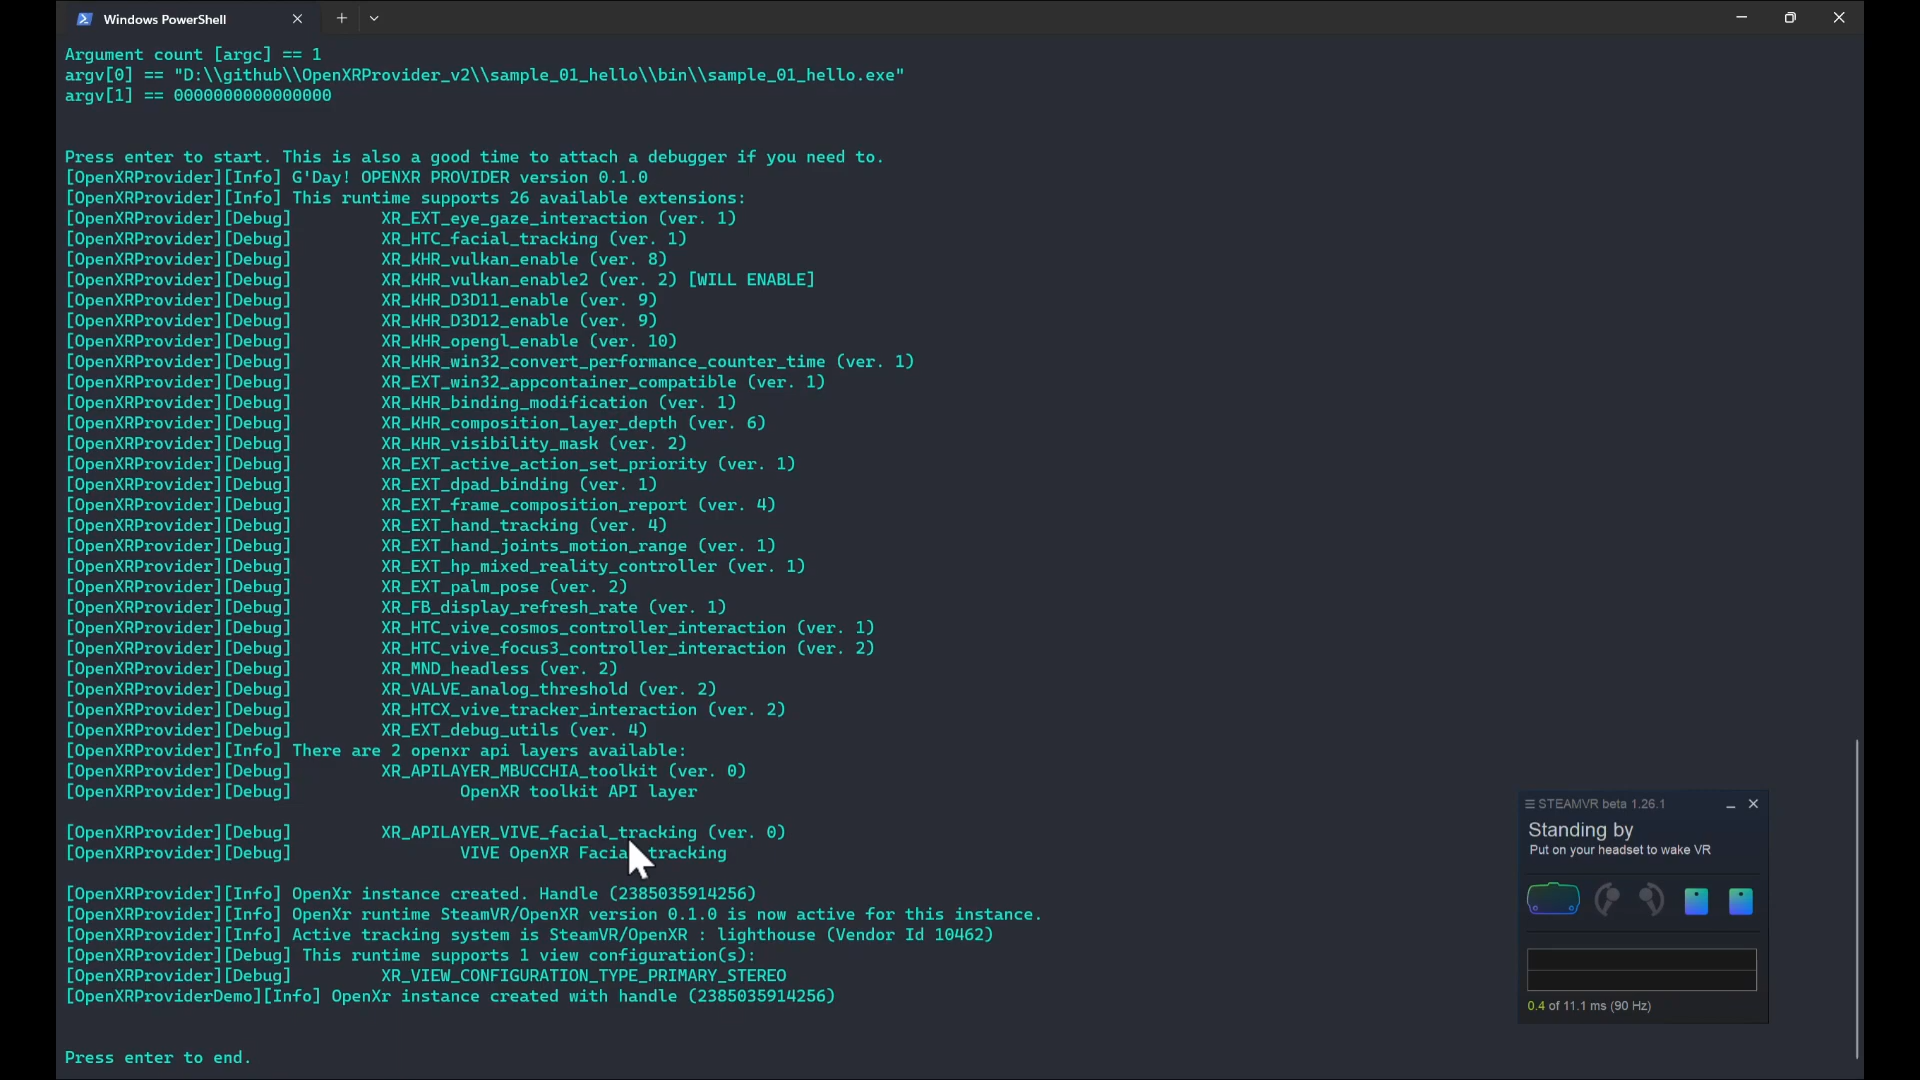 Windows PowerShell
Argument count [argc] == 1
argv[0] == "D:\\github\\OpenXRProvider_v2\\sample_01_hello\\bin\\sample_01_hello.exe"
argv[1] == 0000000000000000
Press enter to start. This is also a good time to attach a debugger if you need to.
[OpenXRProvider][Info] G'Day! OPENXR PROVIDER version 0.1.0
[OpenXRProvider][Info] This runtime supports 26 available extensions:
[OpenXRProvider][Debug] XR_EXT_eye_gaze_interaction (ver. 1)
[OpenXRProvider][Debug] XR_HTC_facial_tracking (ver. 1)
[OpenXRProvider][Debug] XR_KHR_vulkan_enable (ver. 8)
[OpenXRProvider][Debug] XR_KHR_vulkan_enable2 (ver. 2) [WILL ENABLE]
[OpenXRProvider][Debug] XR_KHR_D3D11_enable (ver. 9)
[OpenXRProvider][Debug] XR_KHR_D3D12_enable (ver. 9)
[OpenXRProvider][Debug] XR_KHR_opengl_enable (ver. 10)
[OpenXRProvider][Debug] XR_KHR_win32_convert_performance_counter_time (ver. 1)
[OpenXRProvider][Debug] XR_EXT_win32_appcontainer_compatible (ver. 1)
[OpenXRProvider][Debug] XR_KHR_binding_modification (ver. 1)
[OpenXRProvider][Debug] XR_KHR_composition_layer_depth (ver. 6)
[OpenXRProvider][Debug] XR_KHR_visibility_mask (ver. 2)
[OpenXRProvider][Debug] XR_EXT_active_action_set_priority (ver. 1)
[OpenXRProvider][Debug] XR_EXT_dpad_binding (ver. 1)
[OpenXRProvider][Debug] XR_EXT_frame_composition_report (ver. 4)
[OpenXRProvider][Debug] XR_EXT_hand_tracking (ver. 4)
[OpenXRProvider][Debug] XR_EXT_hand_joints_motion_range (ver. 1)
[OpenXRProvider][Debug] XR_EXT_hp_mixed_reality_controller (ver. 1)
[OpenXRProvider][Debug] XR_EXT_palm_pose (ver. 2)
[OpenXRProvider][Debug] XR_FB_display_refresh_rate (ver. 1)
[OpenXRProvider][Debug] XR_HTC_vive_cosmos_controller_interaction (ver. 1)
[OpenXRProvider][Debug] XR_HTC_vive_focus3_controller_interaction (ver. 2)
[OpenXRProvider][Debug] XR_MND_headless (ver. 2)
[OpenXRProvider][Debug] XR_VALVE_analog_threshold (ver. 2)
[OpenXRProvider][Debug] XR_HTCX_vive_tracker_interaction (ver. 2)
[OpenXRProvider][Debug] XR_EXT_debug_utils (ver. 4)
[OpenXRProvider][Info] There are 2 openxr api layers available:
[OpenXRProvider][Debug] XR_APILAYER_MBUCCHIA_toolkit (ver. 0)
[OpenXRProvider][Debug] OpenXR toolkit API layer
[OpenXRProvider][Debug] XR_APILAYER_VIVE_facial_tracking (ver. 0)
[OpenXRProvider][Debug] VIVE OpenXR Facial tracking
[OpenXRProvider][Info] OpenXr instance created. Handle (2385035914256)
[OpenXRProvider][Info] OpenXr runtime SteamVR/OpenXR version 0.1.0 is now active for this instance.
[OpenXRProvider][Info] Active tracking system is SteamVR/OpenXR : lighthouse (Vendor Id 10462)
[OpenXRProvider][Debug] This runtime supports 1 view configuration(s):
[OpenXRProvider][Debug] XR_VIEW_CONFIGURATION_TYPE_PRIMARY_STEREO
[OpenXRProviderDemo][Info] OpenXr instance created with handle (2385035914256)
Press enter to end.
STEAMVR beta 1.26.1
Standing by
Put on your headset to wake VR
0.4 of 11.1 ms (90 Hz)